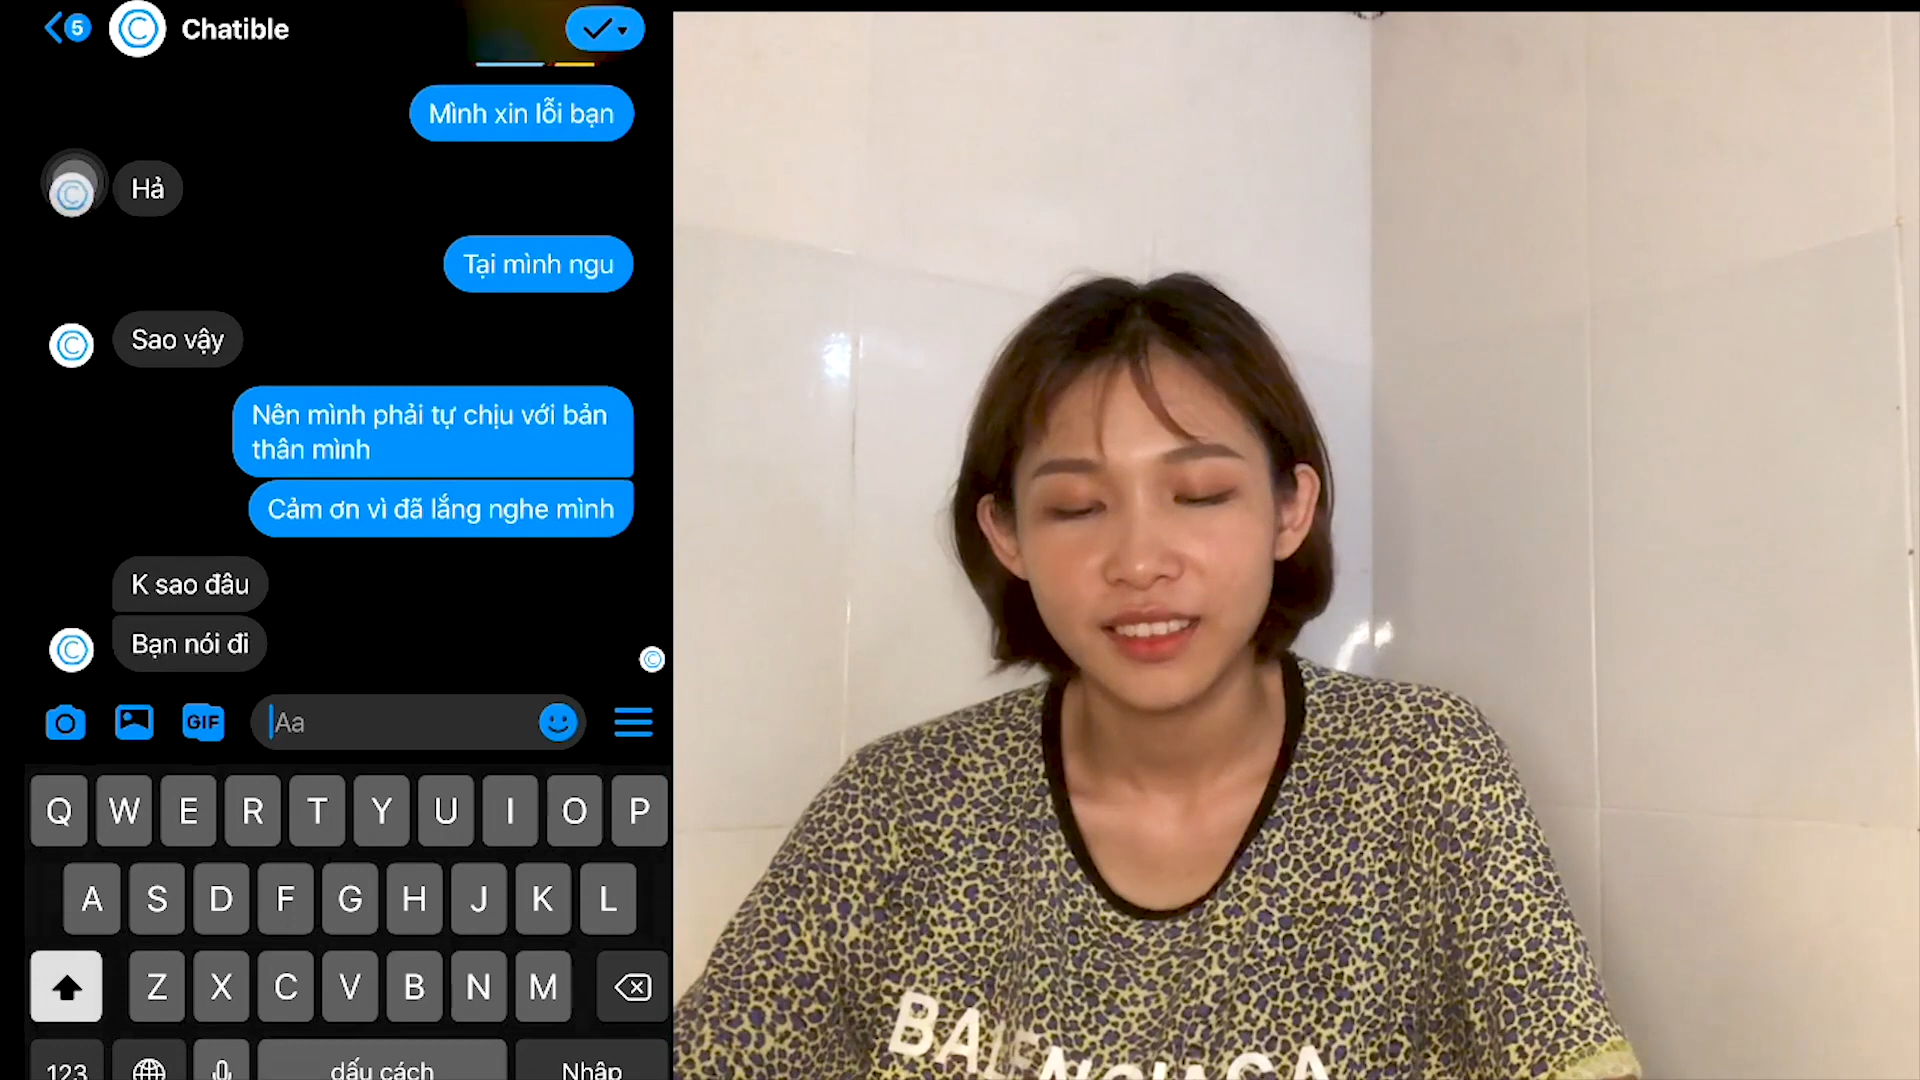 5
Chatible
Mình xin lỗi bạn
Hả
Tại mình ngu
Sao vậy
Nên mình phải tự chịu với bản
thân mình
Cảm ơn vì đã lắng nghe mình
K sao đâu
Bạn nói đi
GIF
Aa
Q W E R T Y U I O P
A S D F G H J K L
Z X C V B N M
123
dấu cách
Nhập
BALENCIAGA